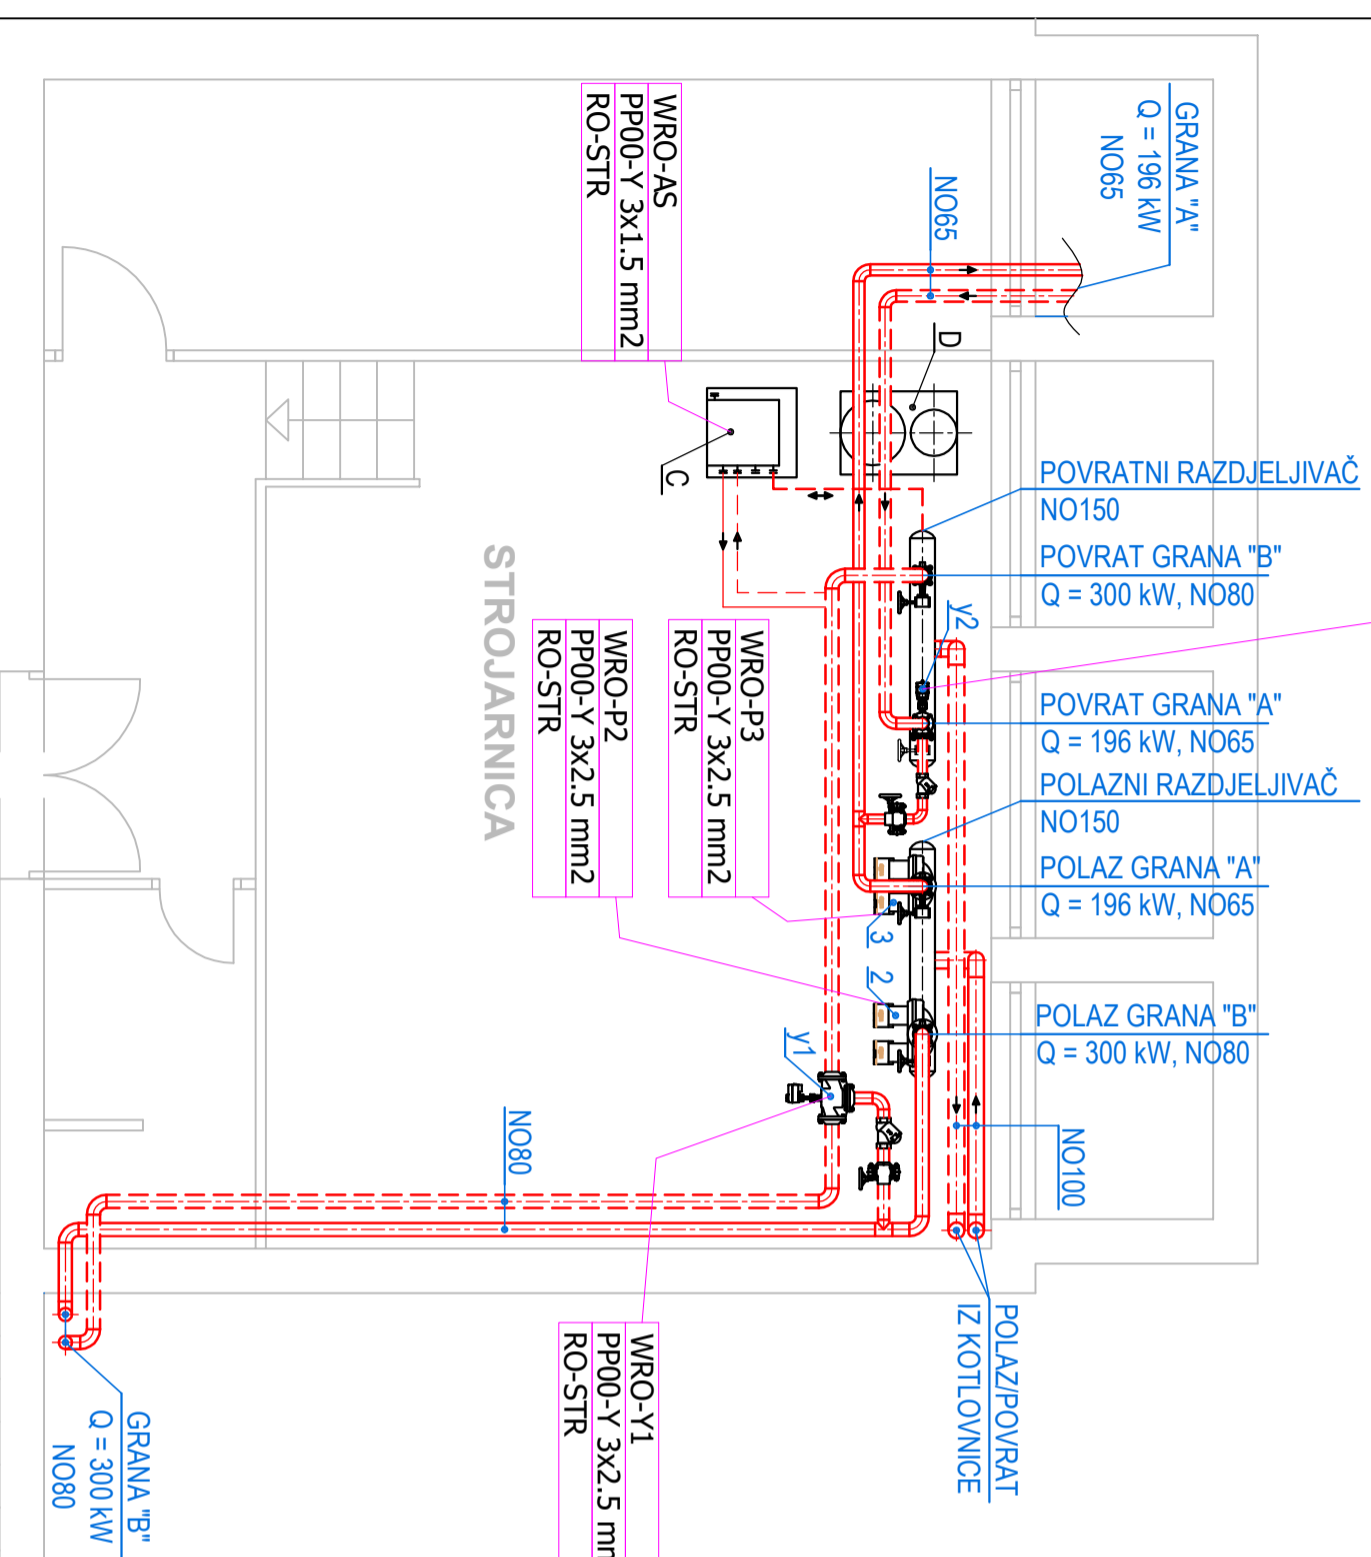 GRANA "A"
Q = 196 kW
NO65
NO65
WRO-AS
PP00-Y 3x1.5 mm2
RO-STR
D
C
POVRATNI RAZDJELJIVAČ
NO150
POVRAT GRANA "B"
Q = 300 kW, NO80
y2
POVRAT GRANA "A"
Q = 196 kW, NO65
POLAZNI RAZDJELJIVAČ
NO150
POLAZ GRANA "A"
Q = 196 kW, NO65
3
2
POLAZ GRANA "B"
Q = 300 kW, NO80
STROJARNICA
WRO-P3
PP00-Y 3x2.5 mm2
RO-STR
WRO-P2
PP00-Y 3x2.5 mm2
RO-STR
y1
NO80
NO100
POLAZ/POVRAT
IZ KOTLOVNICE
WRO-Y1
PP00-Y 3x2.5
RO-STR
GRANA "B"
Q = 300 kW
NO80